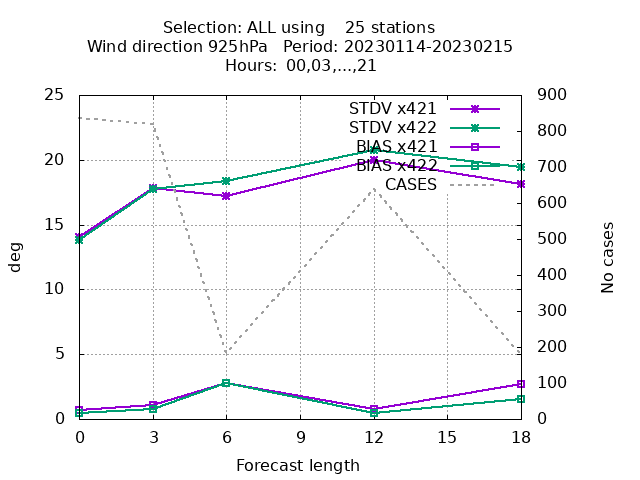 Selection: ALL using    25 stations
Wind direction 925hPa   Period: 20230114-20230215
Hours:  00,03,...,21
25
20
15
10
5
0
deg
900
800
700
600
500
400
300
200
100
0
No cases
STDV x421
STDV x422
BIAS x421
BIAS x422
CASES
0 3 6 9 12 15 18
Forecast length